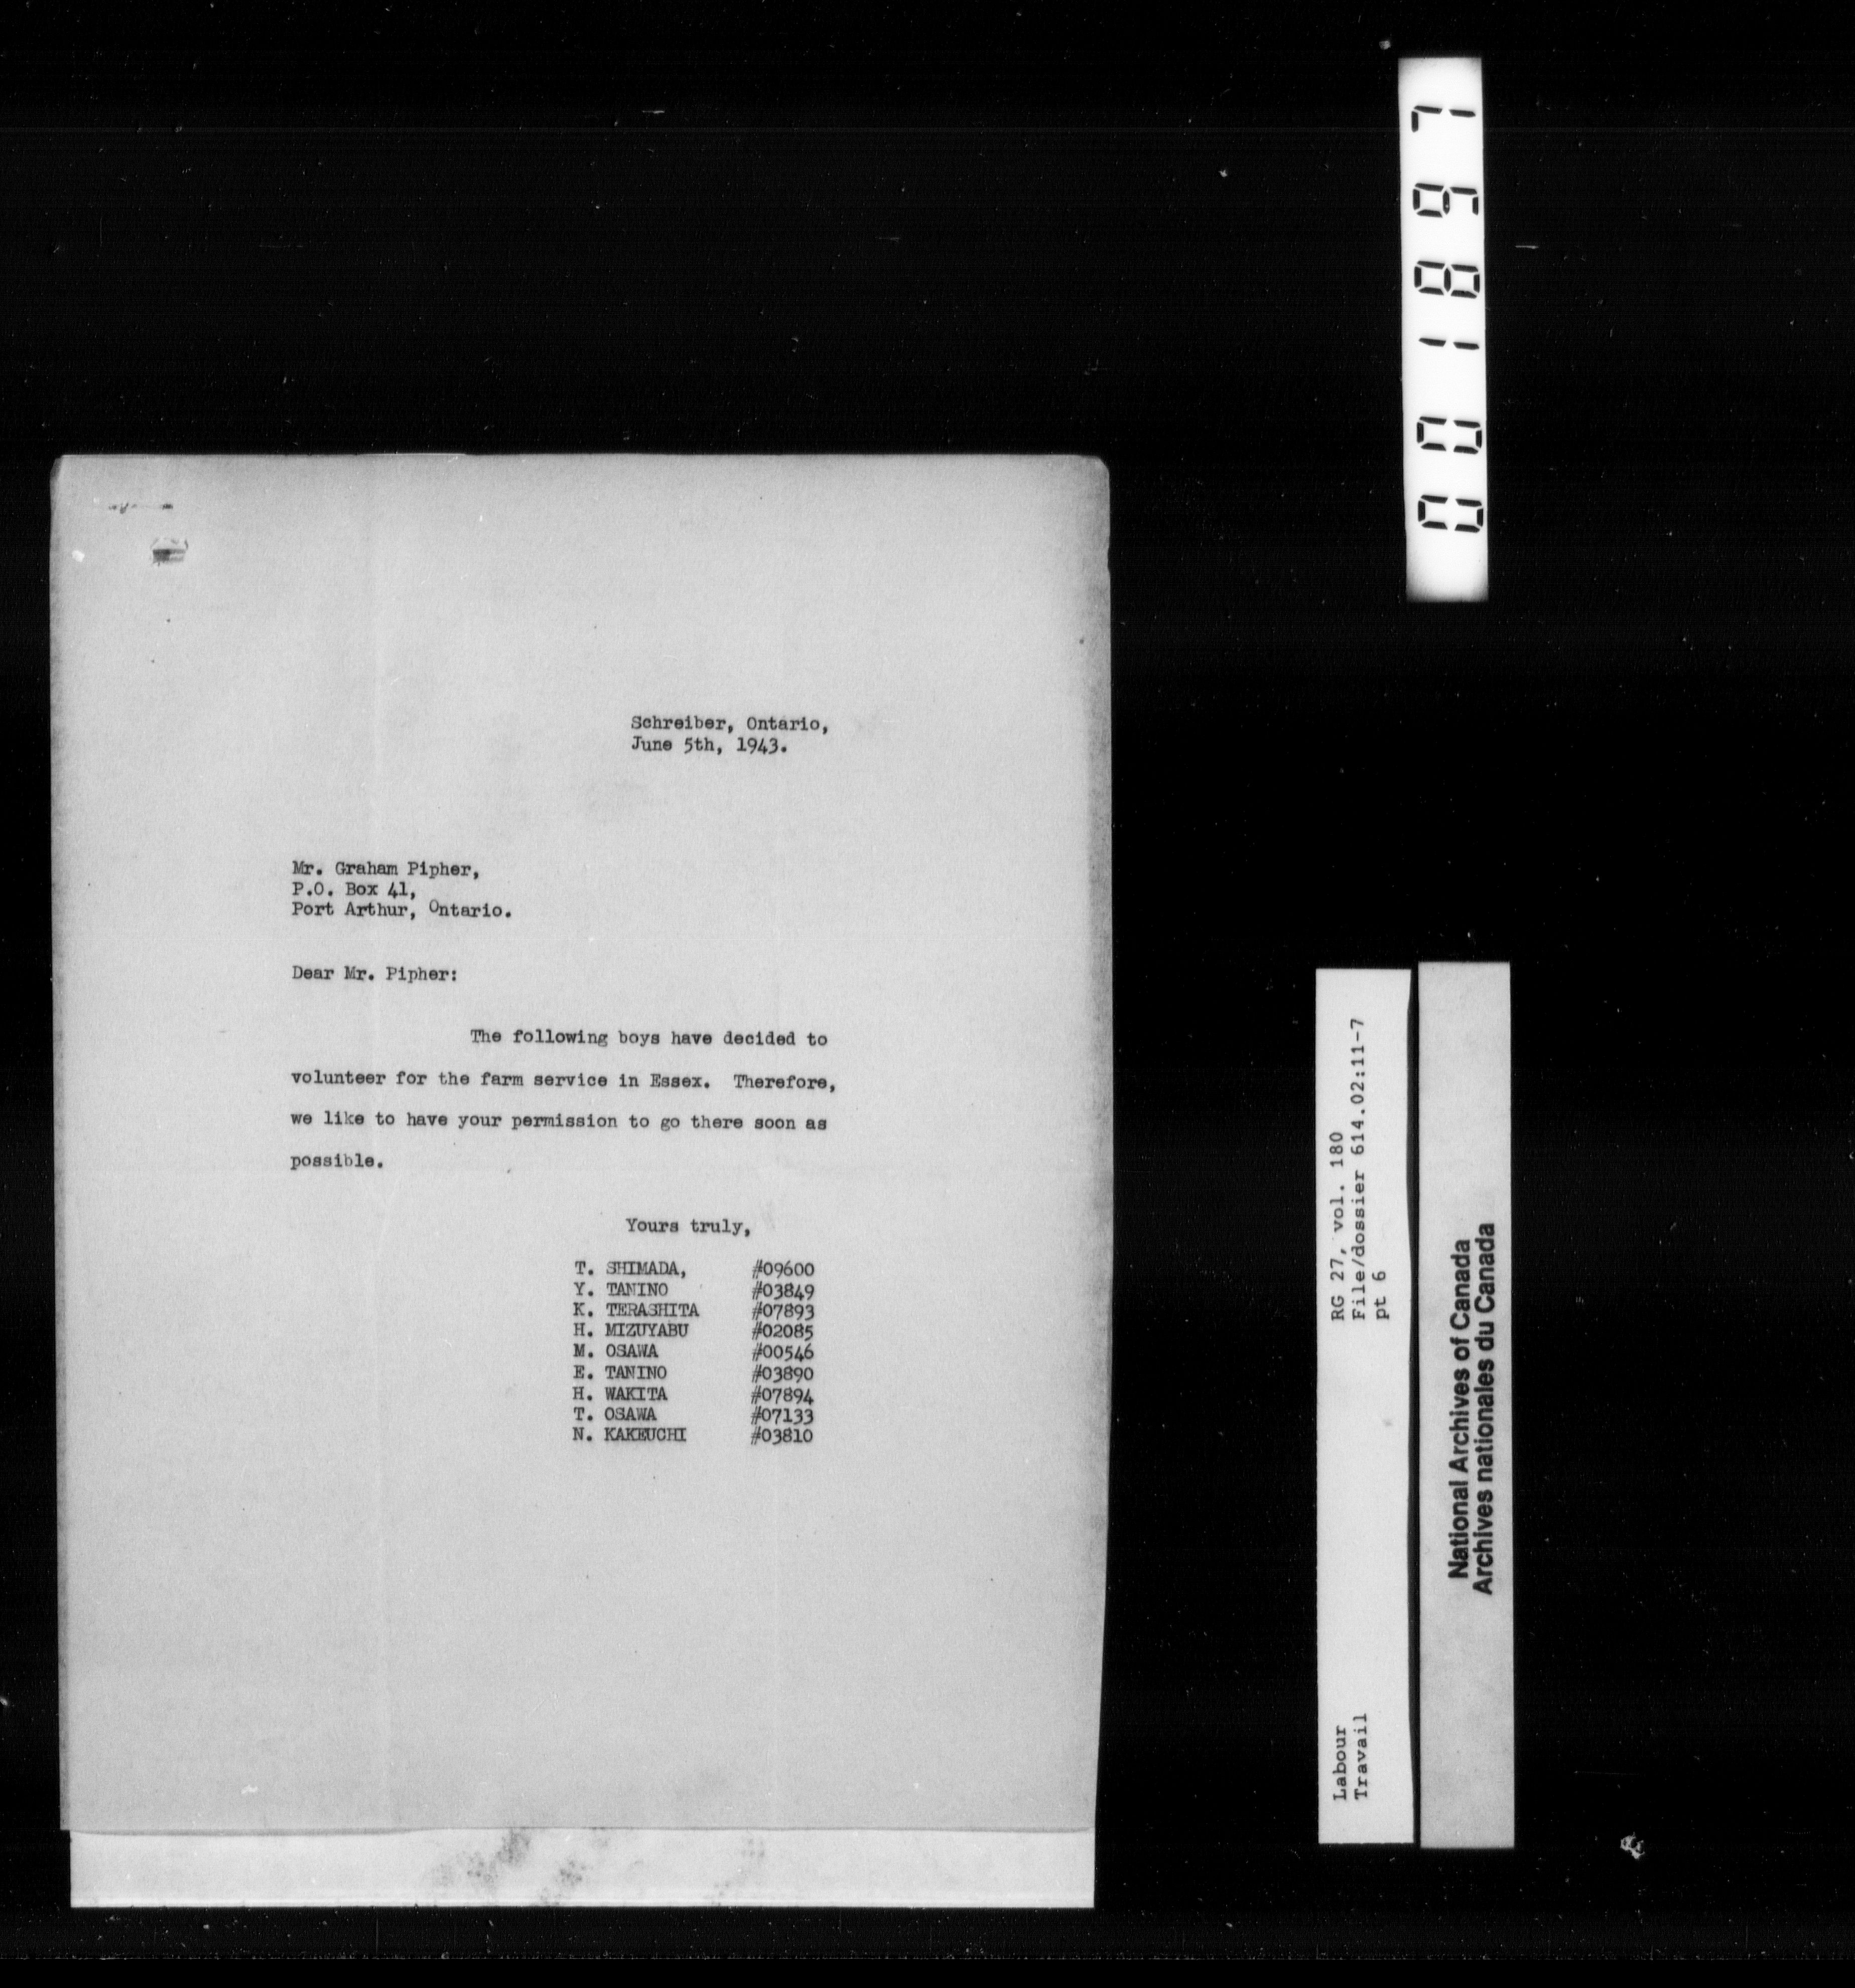 Schreiber, Ontario,
June 5th, 1943.
Mr. Graham Pipher,
P.O. Box 41,
Port Arthur, Ontario.
Dear Mr. Pipher:
The following boys have decided to
volunteer for the farm service in Essex. Therefore,
we like to have your permission to go there soon as
possible.
Yours truly,
T. SHIMADA, #09600
Y. TANINO #03849
K. TERASHITA #07893
H. MIZUYABU #02085
M. OSAWA #00546
E. TANINO #03890
H. WAKITA #07894
T. OSAWA #07133
N. KAKEUCHI #03810
001897
Labour
Travail
RG 27, vol. 180
File/dossier 614.02:11-7
pt 6
National Archives of Canada
Archives nationales du Canada